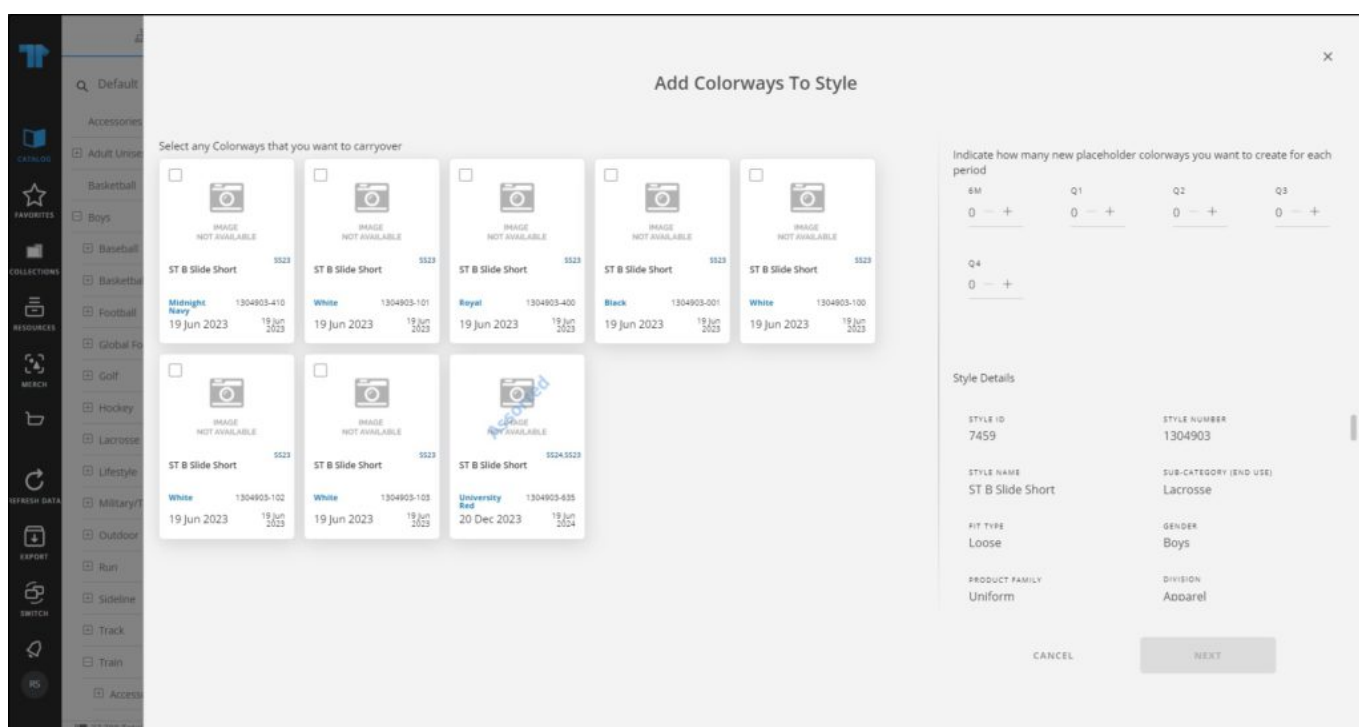 Add Colorways To Style
Default
Accessories
CATALOG
Adult Unise
FAVORITES
Basketball
COLLECTIONS
Boys
RESOURCES
Baseball
MERCH
Basketbal
REFRESH DATA
Football
EXPORT
Global Fo
SWITCH
Golf
RS
Hockey
Lacrosse
Lifestyle
Military/T
Outdoor
Run
Sideline
Track
Train
Accesso
Select any Colorways that you want to carryover
IMAGE
NOT AVAILABLE
SS23
ST B Slide Short
Midnight Navy 1304903-410
19 Jun 2023 19 Jun 2023
IMAGE
NOT AVAILABLE
SS23
ST B Slide Short
White 1304903-101
19 Jun 2023 19 Jun 2023
IMAGE
NOT AVAILABLE
SS23
ST B Slide Short
Royal 1304903-400
19 Jun 2023 19 Jun 2023
IMAGE
NOT AVAILABLE
SS23
ST B Slide Short
Black 1304903-001
19 Jun 2023 19 Jun 2023
IMAGE
NOT AVAILABLE
SS23
ST B Slide Short
White 1304903-100
19 Jun 2023 19 Jun 2023
IMAGE
NOT AVAILABLE
SS23
ST B Slide Short
White 1304903-102
19 Jun 2023 19 Jun 2023
IMAGE
NOT AVAILABLE
SS23
ST B Slide Short
White 1304903-103
19 Jun 2023 19 Jun 2023
Assorted
IMAGE
NOT AVAILABLE
SS24,SS23
ST B Slide Short
University Red 1304903-635
20 Dec 2023 19 Jun 2024
Indicate how many new placeholder colorways you want to create for each
period
6M Q1 Q2 Q3
0 − + 0 − + 0 − + 0 − +
Q4
0 − +
Style Details
STYLE ID STYLE NUMBER
7459 1304903
STYLE NAME SUB-CATEGORY (END USE)
ST B Slide Short Lacrosse
FIT TYPE GENDER
Loose Boys
PRODUCT FAMILY DIVISION
Uniform Apparel
CANCEL NEXT